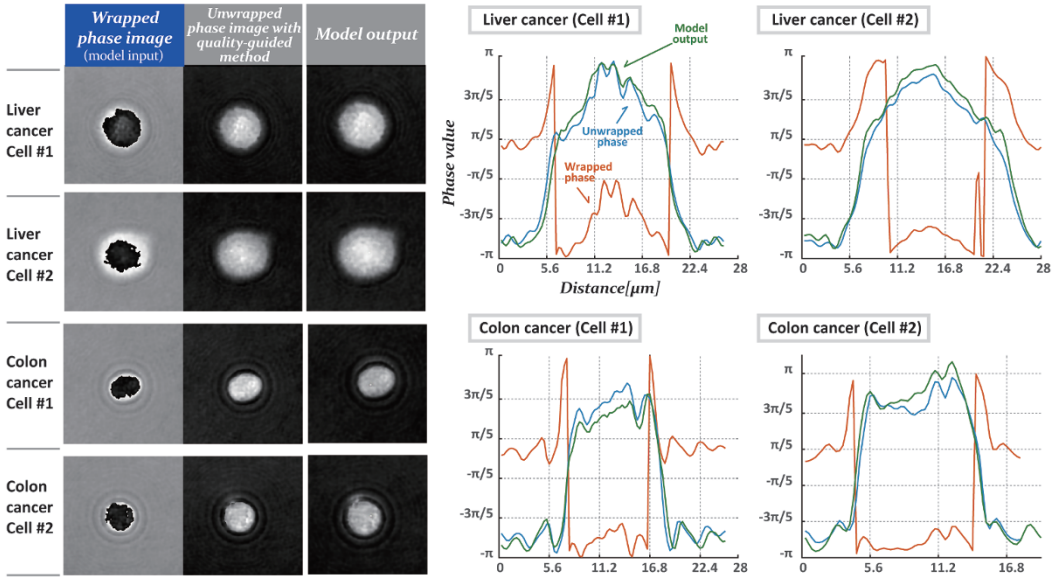 Wrapped
phase image
(model input)
Unwrapped
phase image with
quality-guided
method
Model output
Liver
cancer
Cell #1
Liver
cancer
Cell #2
Colon
cancer
Cell #1
Colon
cancer
Cell #2
Liver cancer (Cell #1)
Model
output
Unwrapped
phase
Wrapped
phase
Phase value
π
3π/5
π/5
-π/5
-3π/5
-π
0 5.6 11.2 16.8 22.4 28
Distance[μm]
Liver cancer (Cell #2)
π
3π/5
π/5
-π/5
-3π/5
-π
0 5.6 11.2 16.8 22.4 28
Colon cancer (Cell #1)
π
3π/5
π/5
-π/5
-3π/5
-π
0 5.6 11.2 16.8 22.4 28
Colon cancer (Cell #2)
π
3π/5
π/5
-π/5
-3π/5
-π
0 5.6 11.2 16.8